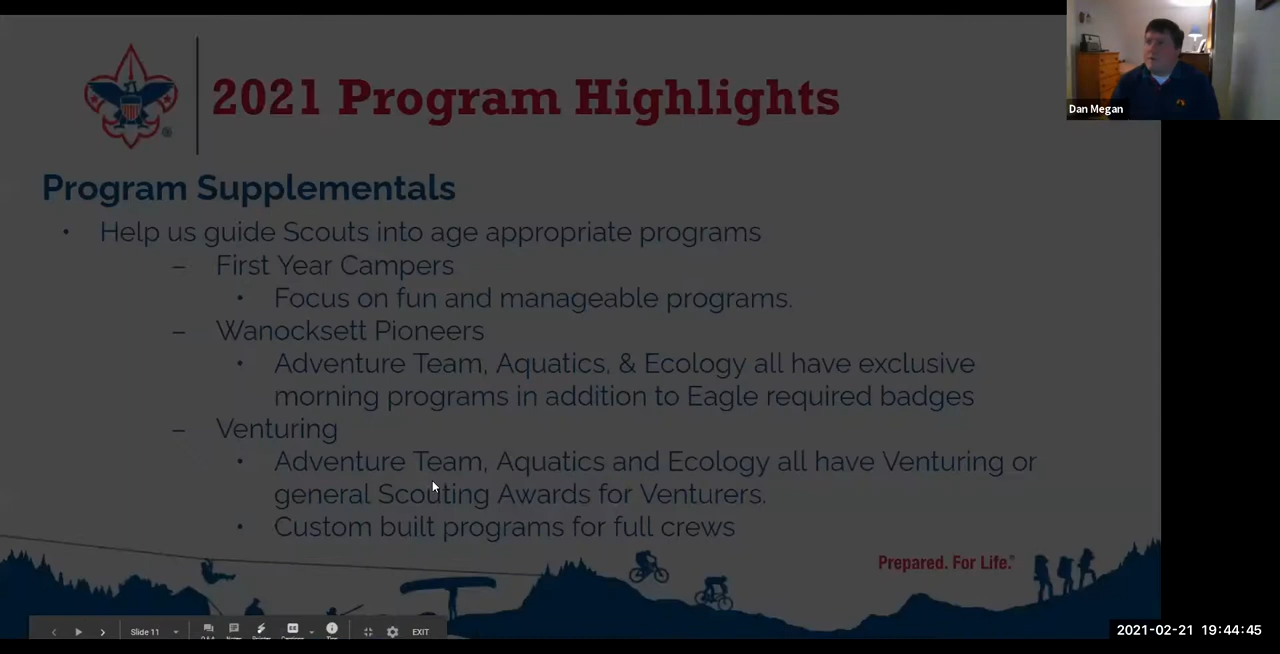 2021 Program Highlights
Dan Megan
Program Supplementals
• Help us guide Scouts into age appropriate programs
– First Year Campers
• Focus on fun and manageable programs.
– Wanocksett Pioneers
• Adventure Team, Aquatics, & Ecology all have exclusive
morning programs in addition to Eagle required badges
– Venturing
• Adventure Team, Aquatics and Ecology all have Venturing or
general Scouting Awards for Venturers.
• Custom built programs for full crews
Prepared. For Life.®
Slide 11
EXIT
2021-02-21 19:44:45